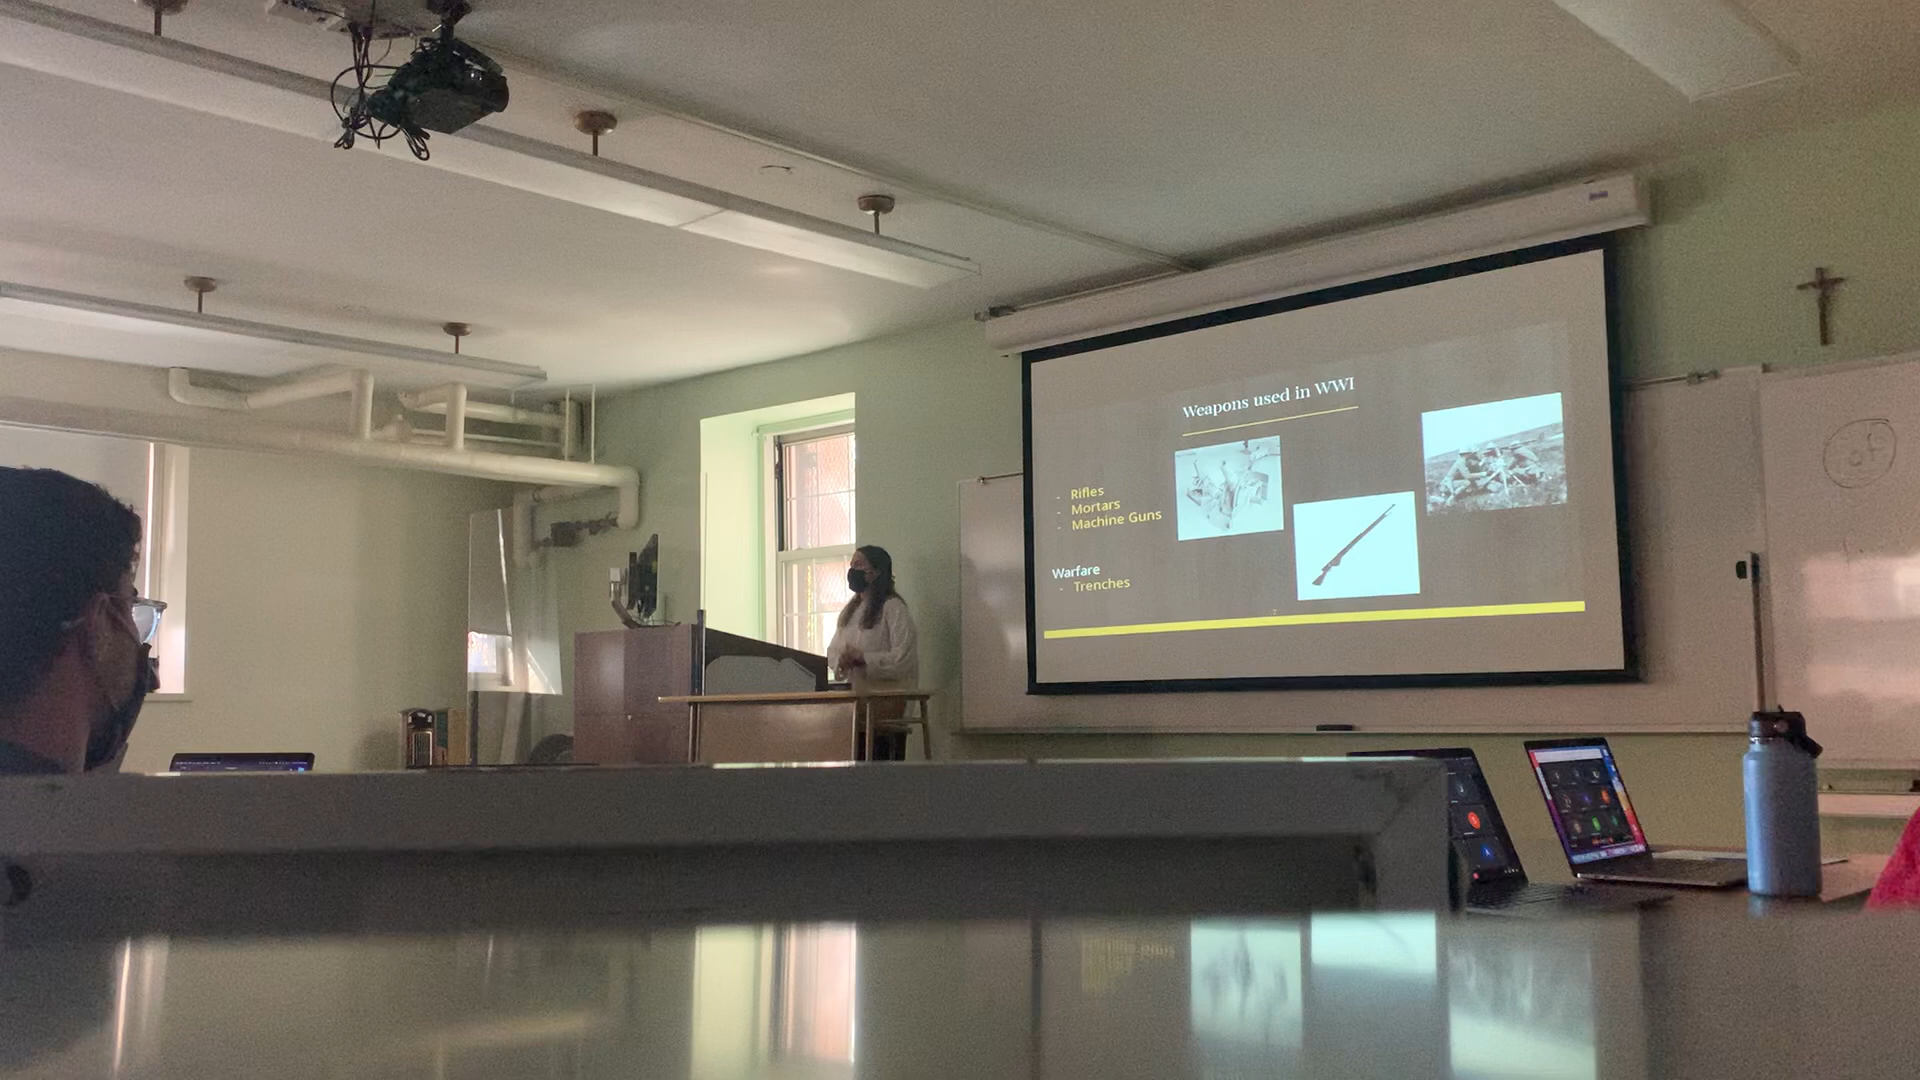 Weapons used in WWI
- Rifles
- Mortars
- Machine Guns
Warfare
- Trenches